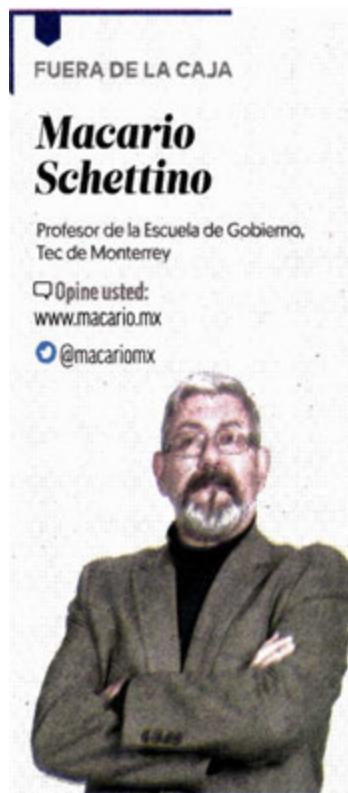 FUERA DE LA CAJA
Macario
Schettino
Profesor de la Escuela de Gobierno,
Tec de Monterrey
Opine usted:
www.macario.mx
@macariomx